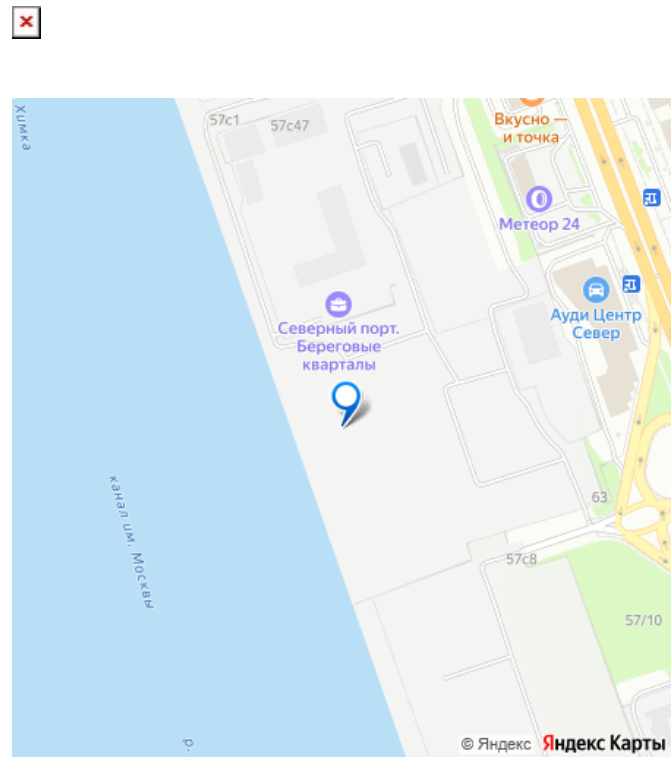 Химка
57с1
57с47
Вкусно —
и точка
Метеор 24
Ауди Центр
Север
Северный порт.
Береговые
кварталы
63
57с8
канал им. Москвы
57/10
р.
© Яндекс Яндекс Карты